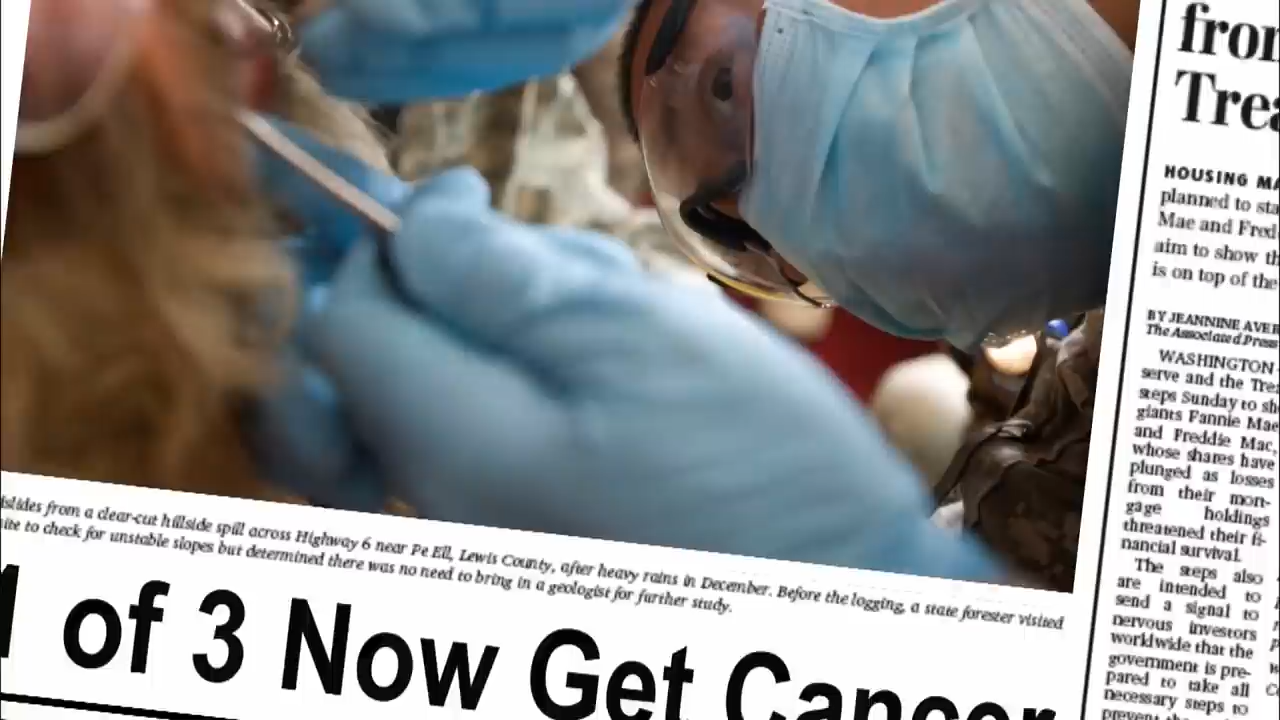 slides from a clear-cut hillside spill across Highway 6 near Pe Ell, Lewis County, after heavy rains in December. Before the logging, a state forester visited
to check for unstable slopes but determined there was no need to bring in a geologist for further study.
1 of 3 Now Get Cancer
from
Trea
HOUSING MA
planned to sta
Mae and Fred
aim to show th
is on top of the
BY JEANNINE AVER
The Associated Press
WASHINGTON
serve and the Trea
steps Sunday to sh
giants Fannie Mae
and Freddie Mac,
whose shares have
plunged as losses
from their mort-
gage holdings
threatened their fi-
nancial survival.
The steps also
are intended to
send a signal to
nervous investors
worldwide that the
government is pre-
pared to take all
necessary steps to
prevent the